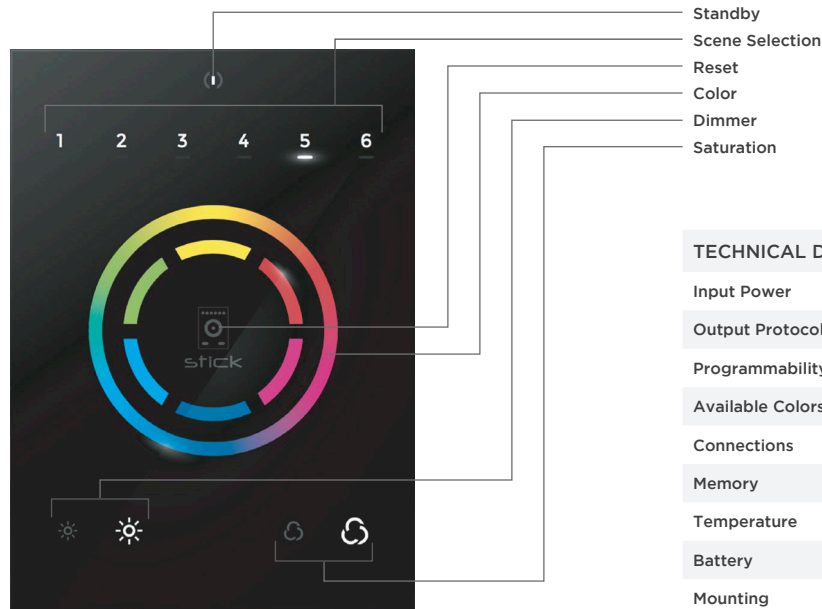 Standby
Scene Selection
Reset
Color
Dimmer
Saturation
1 2 3 4 5 6
stick
TECHNICAL D
Input Power
Output Protocol
Programmability
Available Colors
Connections
Memory
Temperature
Battery
Mounting